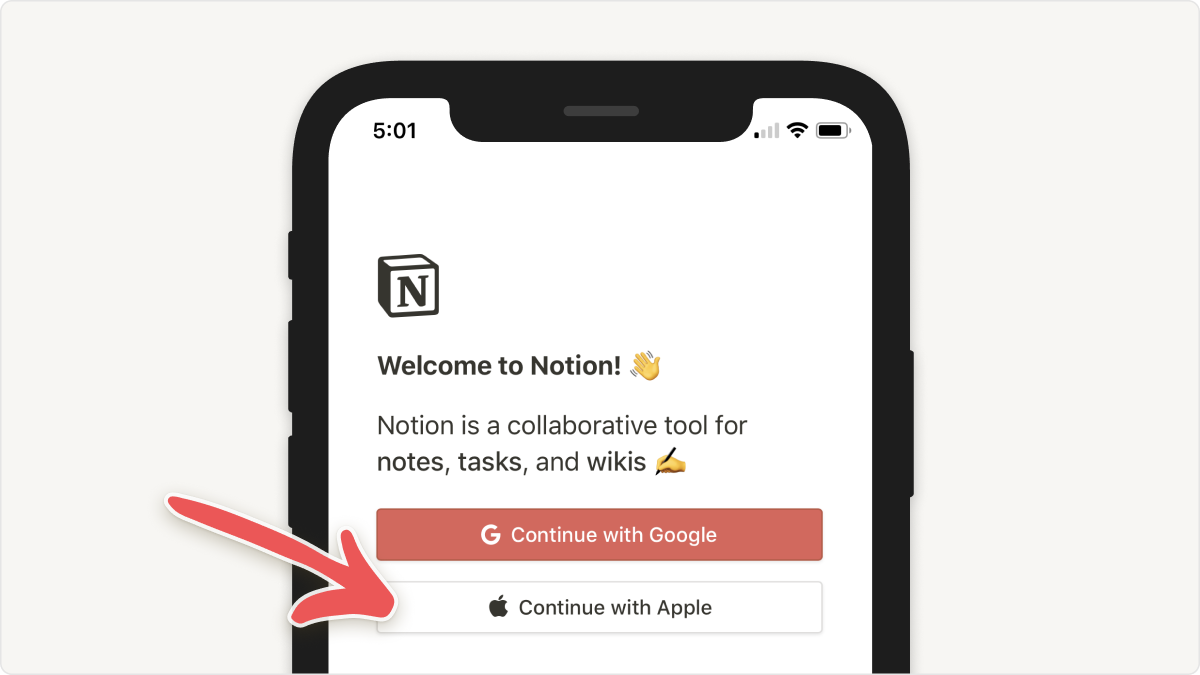 5:01
N
Welcome to Notion! 👋
Notion is a collaborative tool for
notes, tasks, and wikis ✍️
G Continue with Google
Continue with Apple